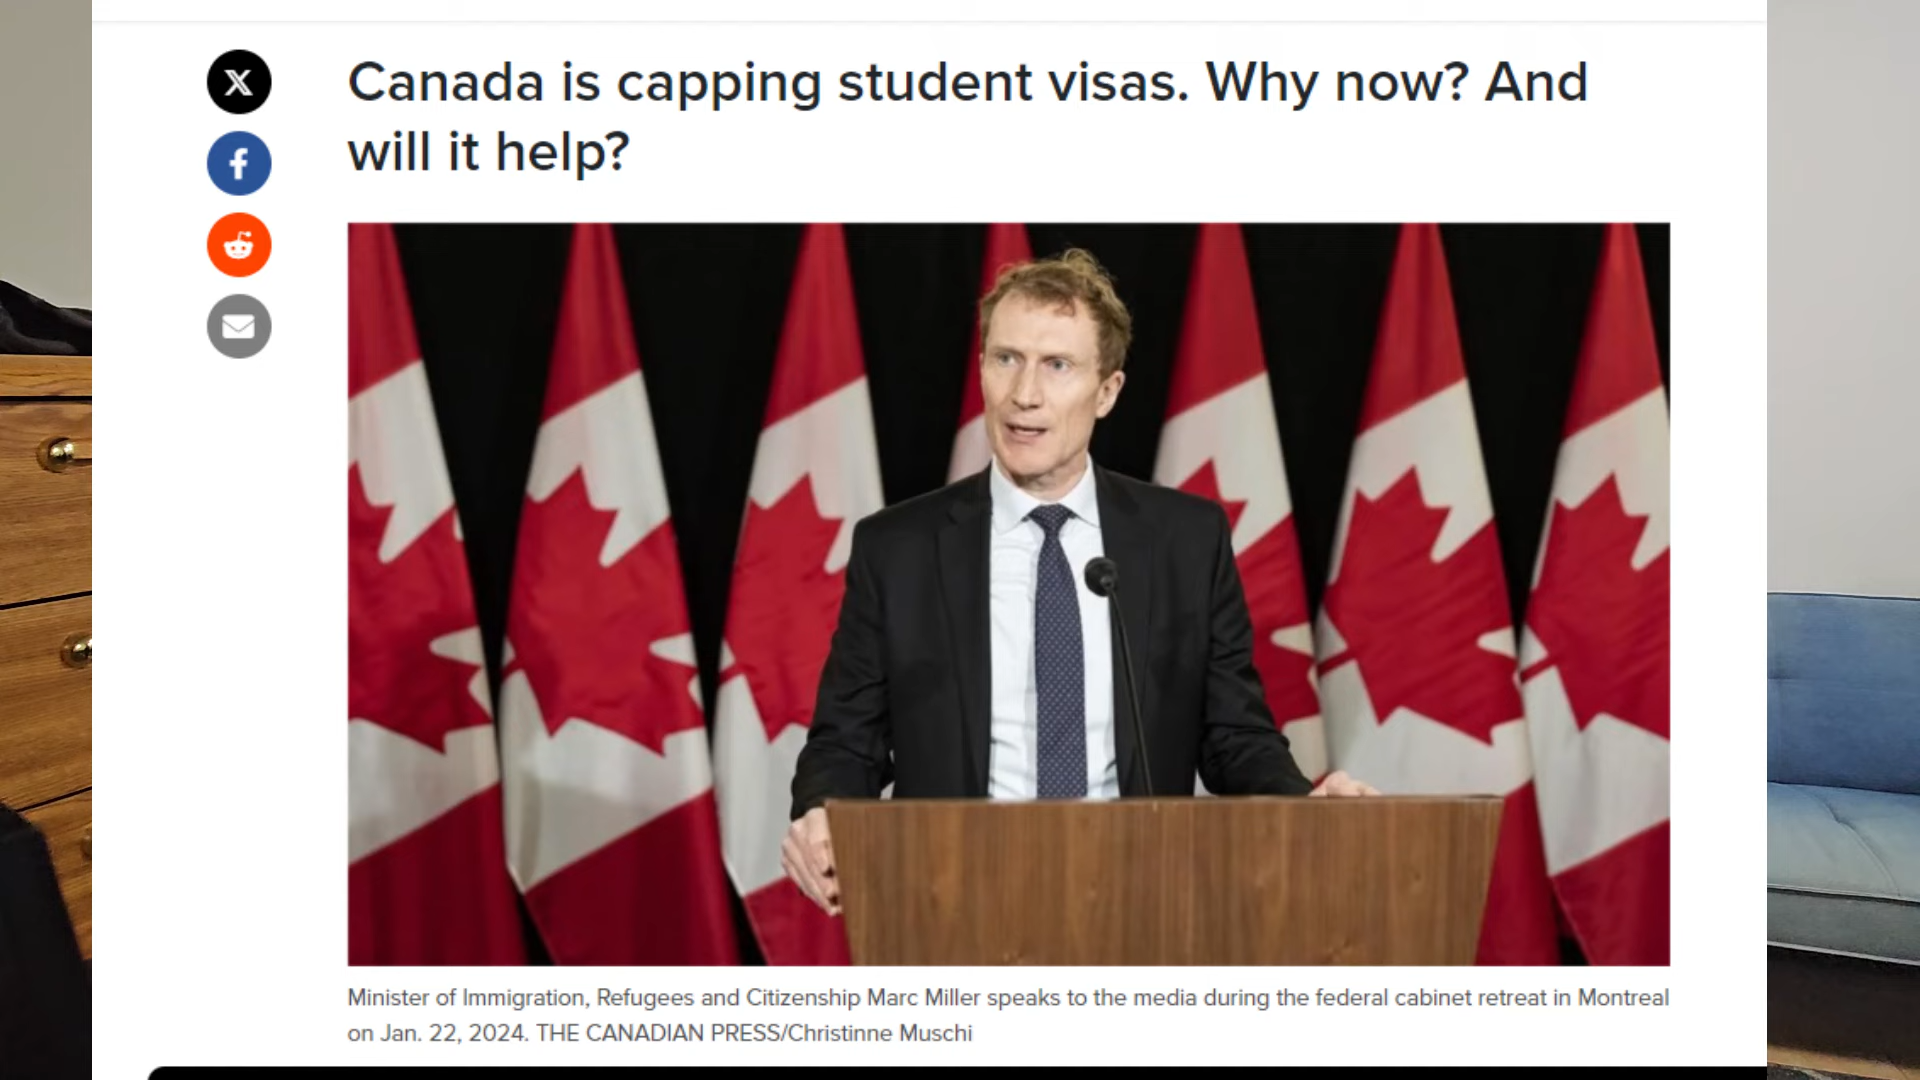 Canada is capping student visas. Why now? And
will it help?
Minister of Immigration, Refugees and Citizenship Marc Miller speaks to the media during the federal cabinet retreat in Montreal
on Jan. 22, 2024. THE CANADIAN PRESS/Christinne Muschi